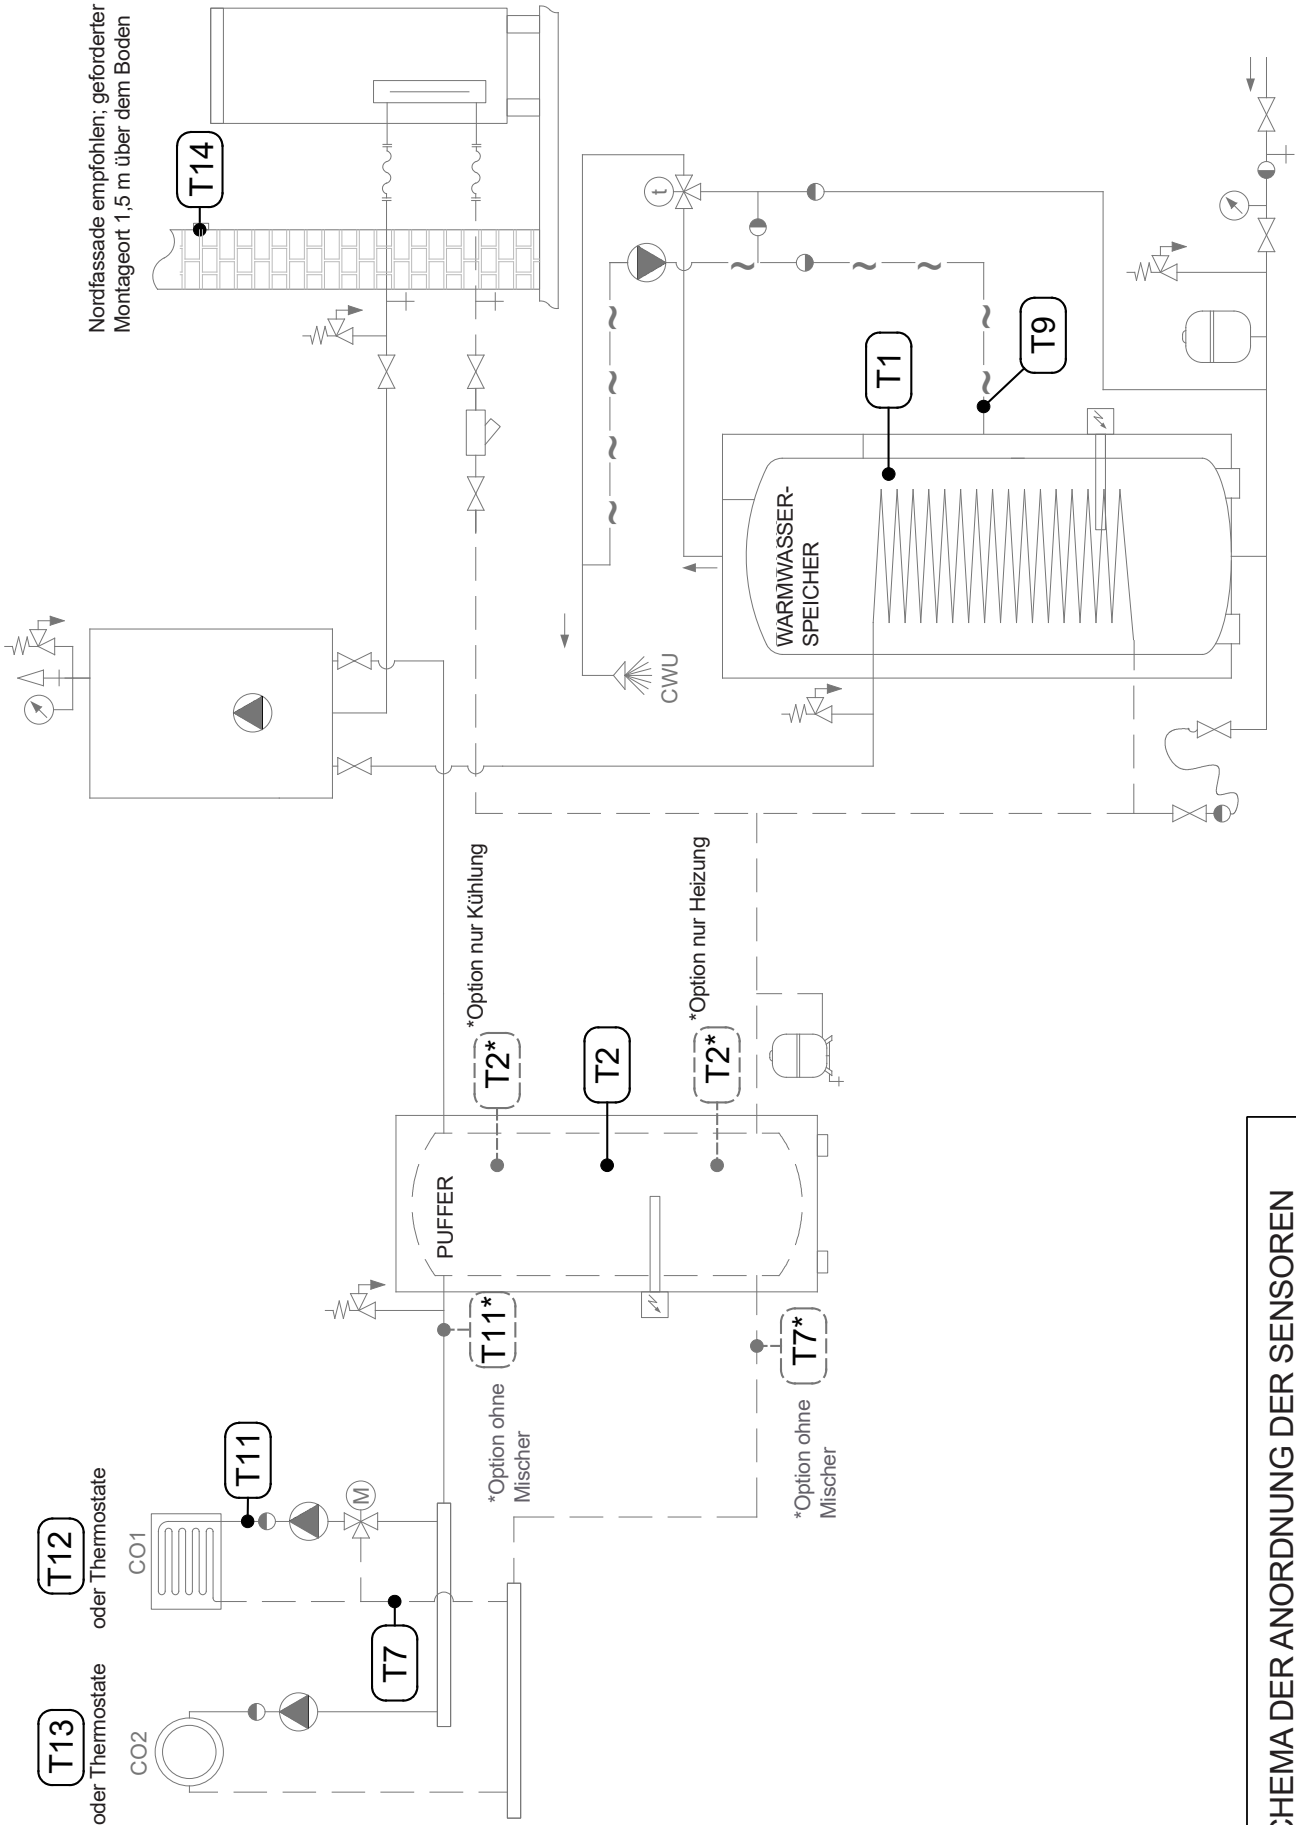 T13
oder Thermostate
CO2
T12
oder Thermostate
CO1
T11
M
T7
T11*
*Option ohne
Mischer
T7*
*Option ohne
Mischer
PUFFER
T2*
*Option nur Kühlung
T2
T2*
*Option nur Heizung
Nordfassade empfohlen; geforderter
Montageort 1,5 m über dem Boden
T14
t
CWU
WARMWASSER-
SPEICHER
T1
T9
CHEMA DER ANORDNUNG DER SENSOREN